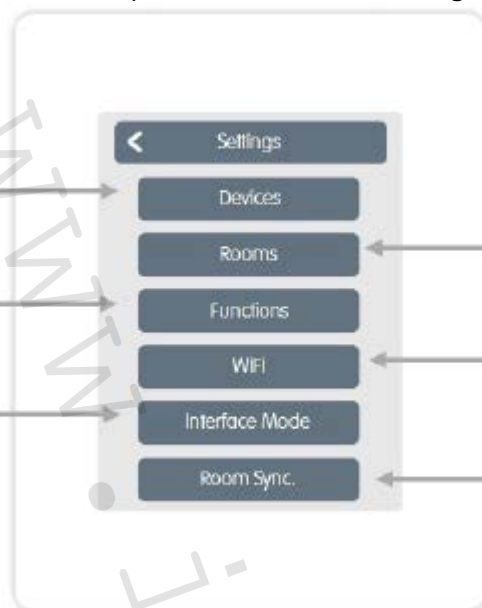 Settings
Devices
Rooms
Functions
WiFi
Interface Mode
Room Sync.